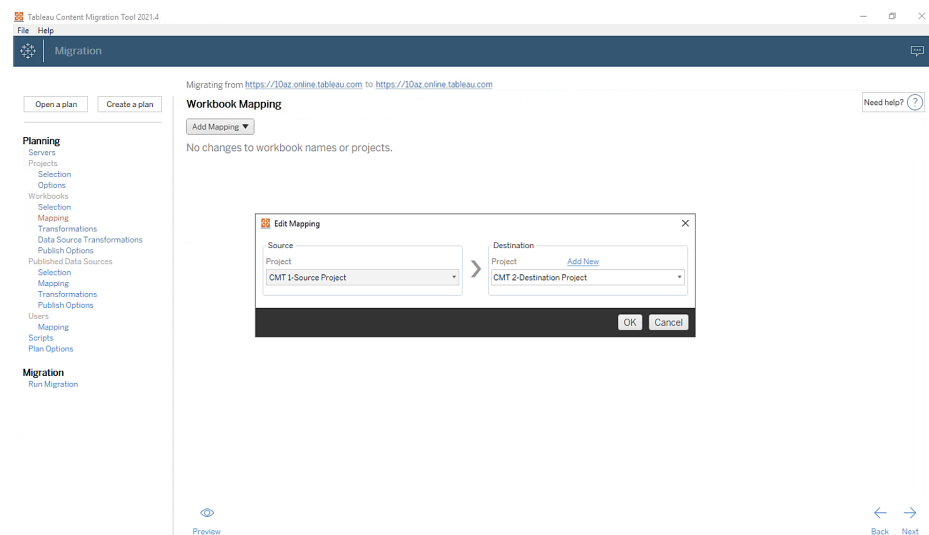 Tableau Content Migration Tool 2021.4
File Help
Migration
Migrating from https://10az.online.tableau.com to https://10az.online.tableau.com
Open a plan Create a plan
Workbook Mapping
Need help? ?
Add Mapping ▼
No changes to workbook names or projects.
Planning
Servers
Projects
Selection
Options
Workbooks
Selection
Mapping
Transformations
Data Source Transformations
Publish Options
Published Data Sources
Selection
Mapping
Transformations
Publish Options
Users
Mapping
Scripts
Plan Options
Migration
Run Migration
Edit Mapping
Source
Project
CMT 1-Source Project
Destination
Project Add New
CMT 2-Destination Project
OK Cancel
Preview
Back Next